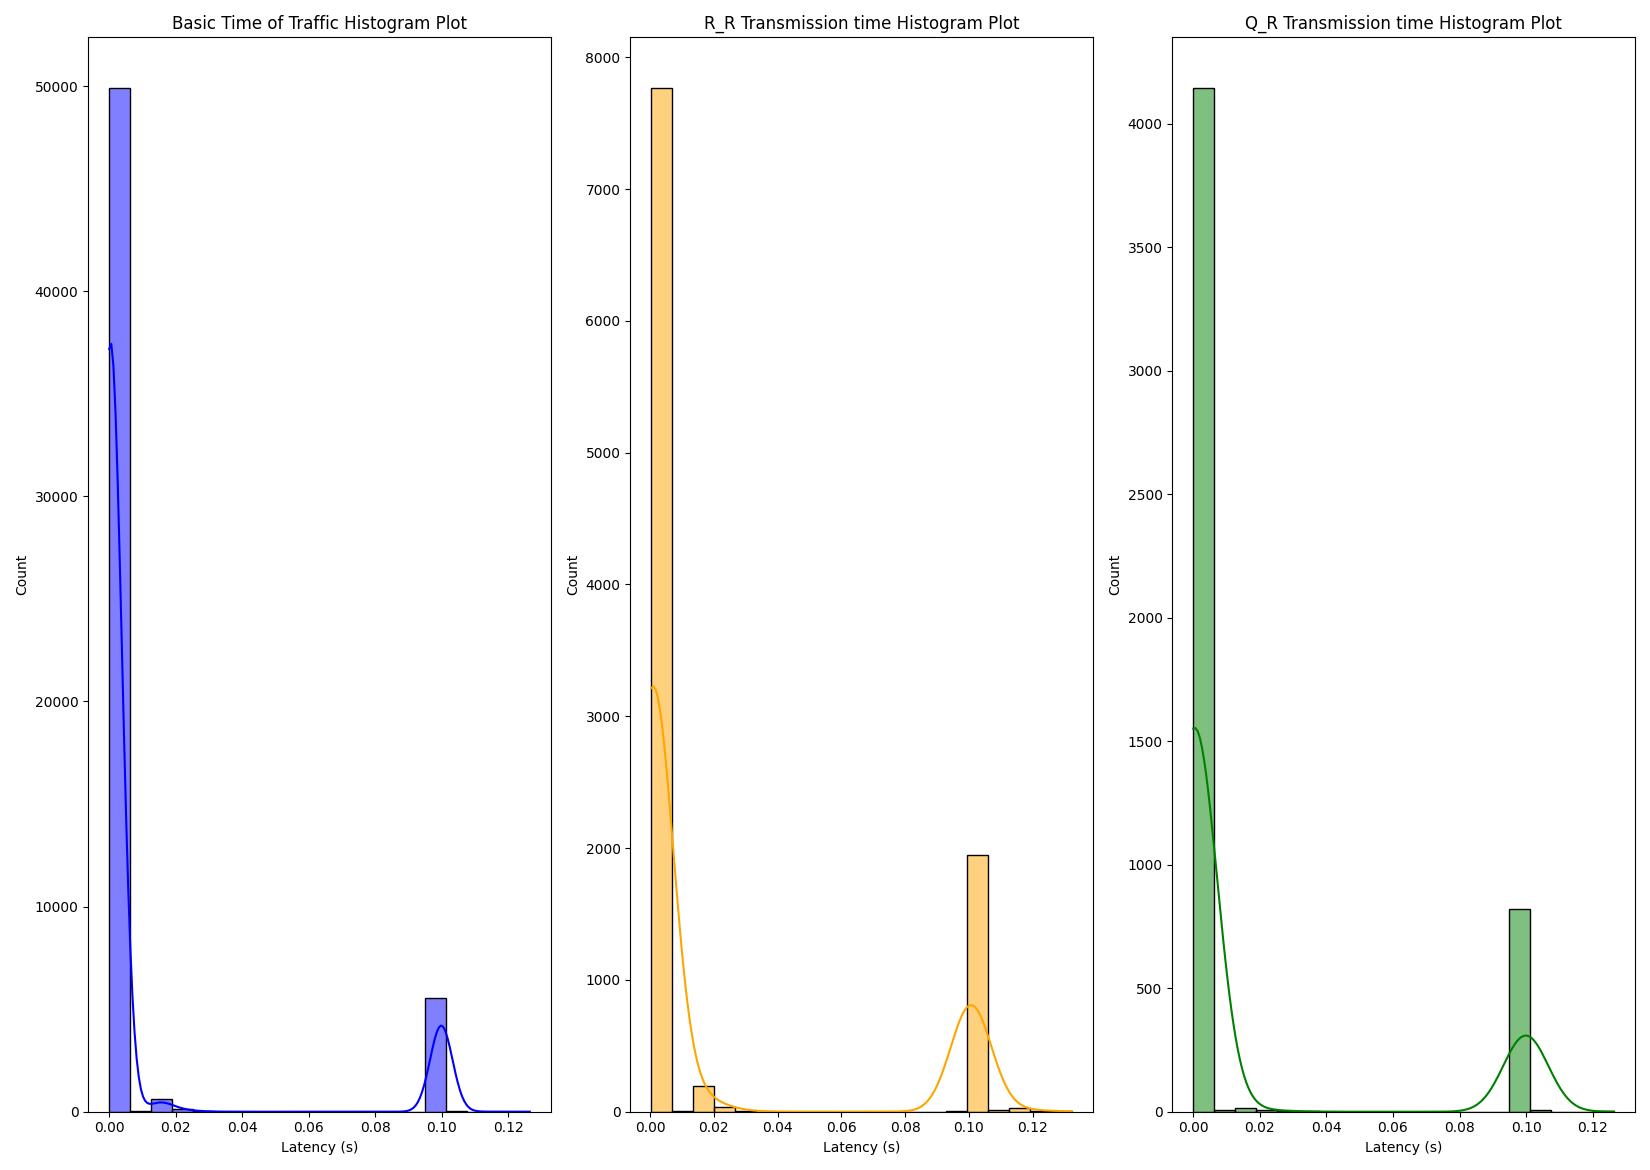 Basic Time of Traffic Histogram Plot
50000
40000
30000
20000
10000
0
Count
0.00 0.02 0.04 0.06 0.08 0.10 0.12
Latency (s)
R_R Transmission time Histogram Plot
8000
7000
6000
5000
4000
3000
2000
1000
0
Count
0.00 0.02 0.04 0.06 0.08 0.10 0.12
Latency (s)
Q_R Transmission time Histogram Plot
4000
3500
3000
2500
2000
1500
1000
500
0
Count
0.00 0.02 0.04 0.06 0.08 0.10 0.12
Latency (s)